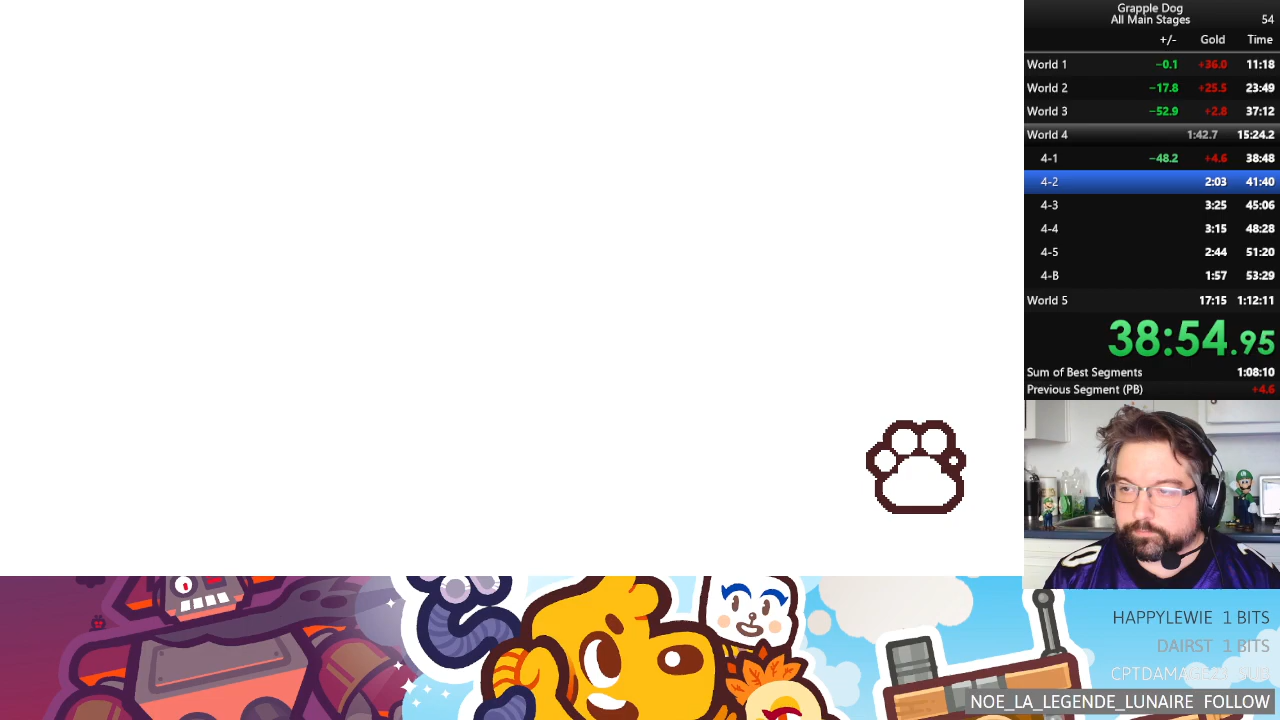 Grapple Dog
All Main Stages 54
+/- Gold Time
World 1 −0.1 +36.0 11:18
World 2 −17.8 +25.5 23:49
World 3 −52.9 +2.8 37:12
World 4 1:42.7 15:24.2
4-1 −48.2 +4.6 38:48
4-2 2:03 41:40
4-3 3:25 45:06
4-4 3:15 48:28
4-5 2:44 51:20
4-B 1:57 53:29
World 5 17:15 1:12:11
38:54.95
Sum of Best Segments 1:08:10
Previous Segment (PB) +4.6
HAPPYLEWIE 1 BITS
DAIRST 1 BITS
NOE_LA_LEGENDE_LUNAIRE FOLLOW